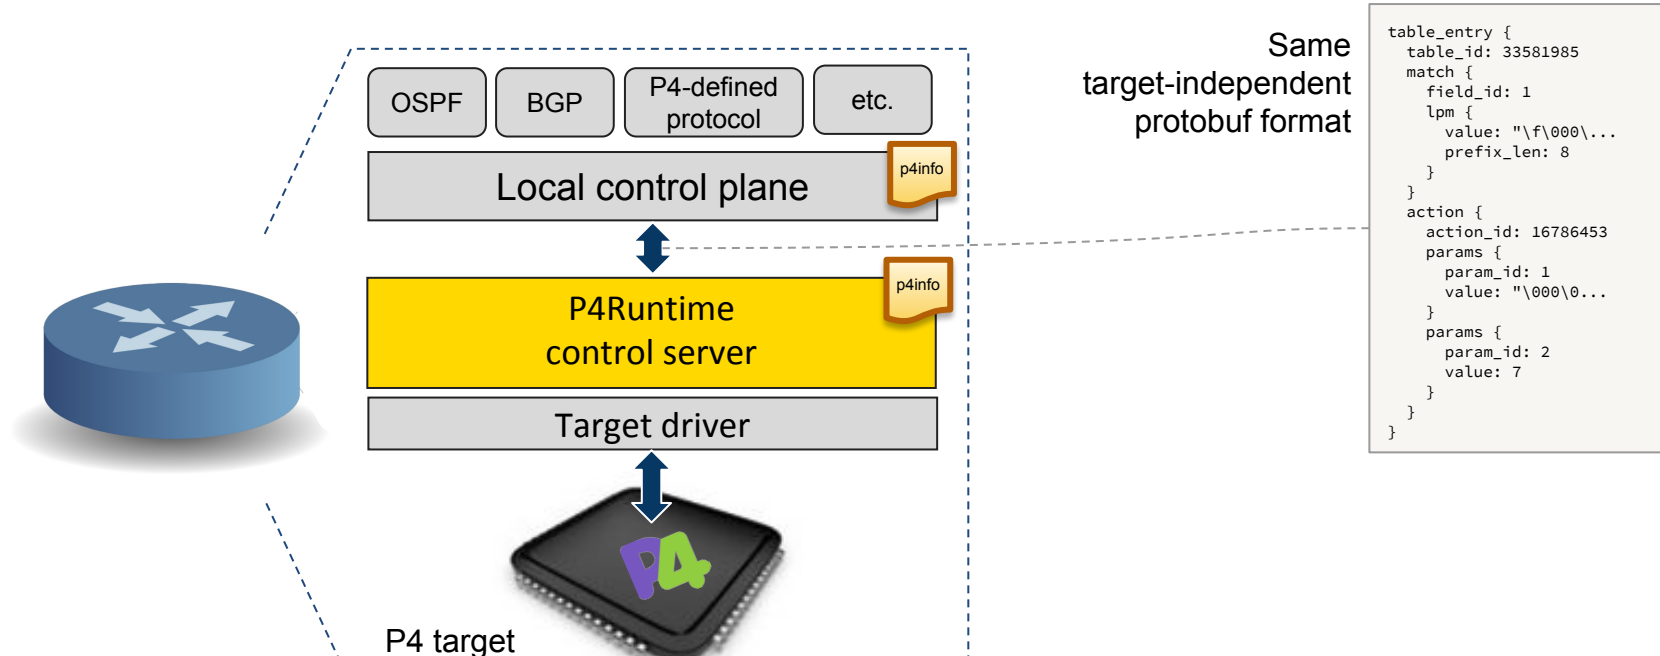 OSPF
BGP
P4-defined
protocol
etc.
Local control plane
p4info
P4Runtime
control server
p4info
Target driver
P4
P4 target
Same
target-independent
protobuf format
table_entry {
  table_id: 33581985
  match {
    field_id: 1
    lpm {
      value: "\f\000\...
      prefix_len: 8
    }
  }
  action {
    action_id: 16786453
    params {
      param_id: 1
      value: "\000\0...
    }
    params {
      param_id: 2
      value: 7
    }
  }
}